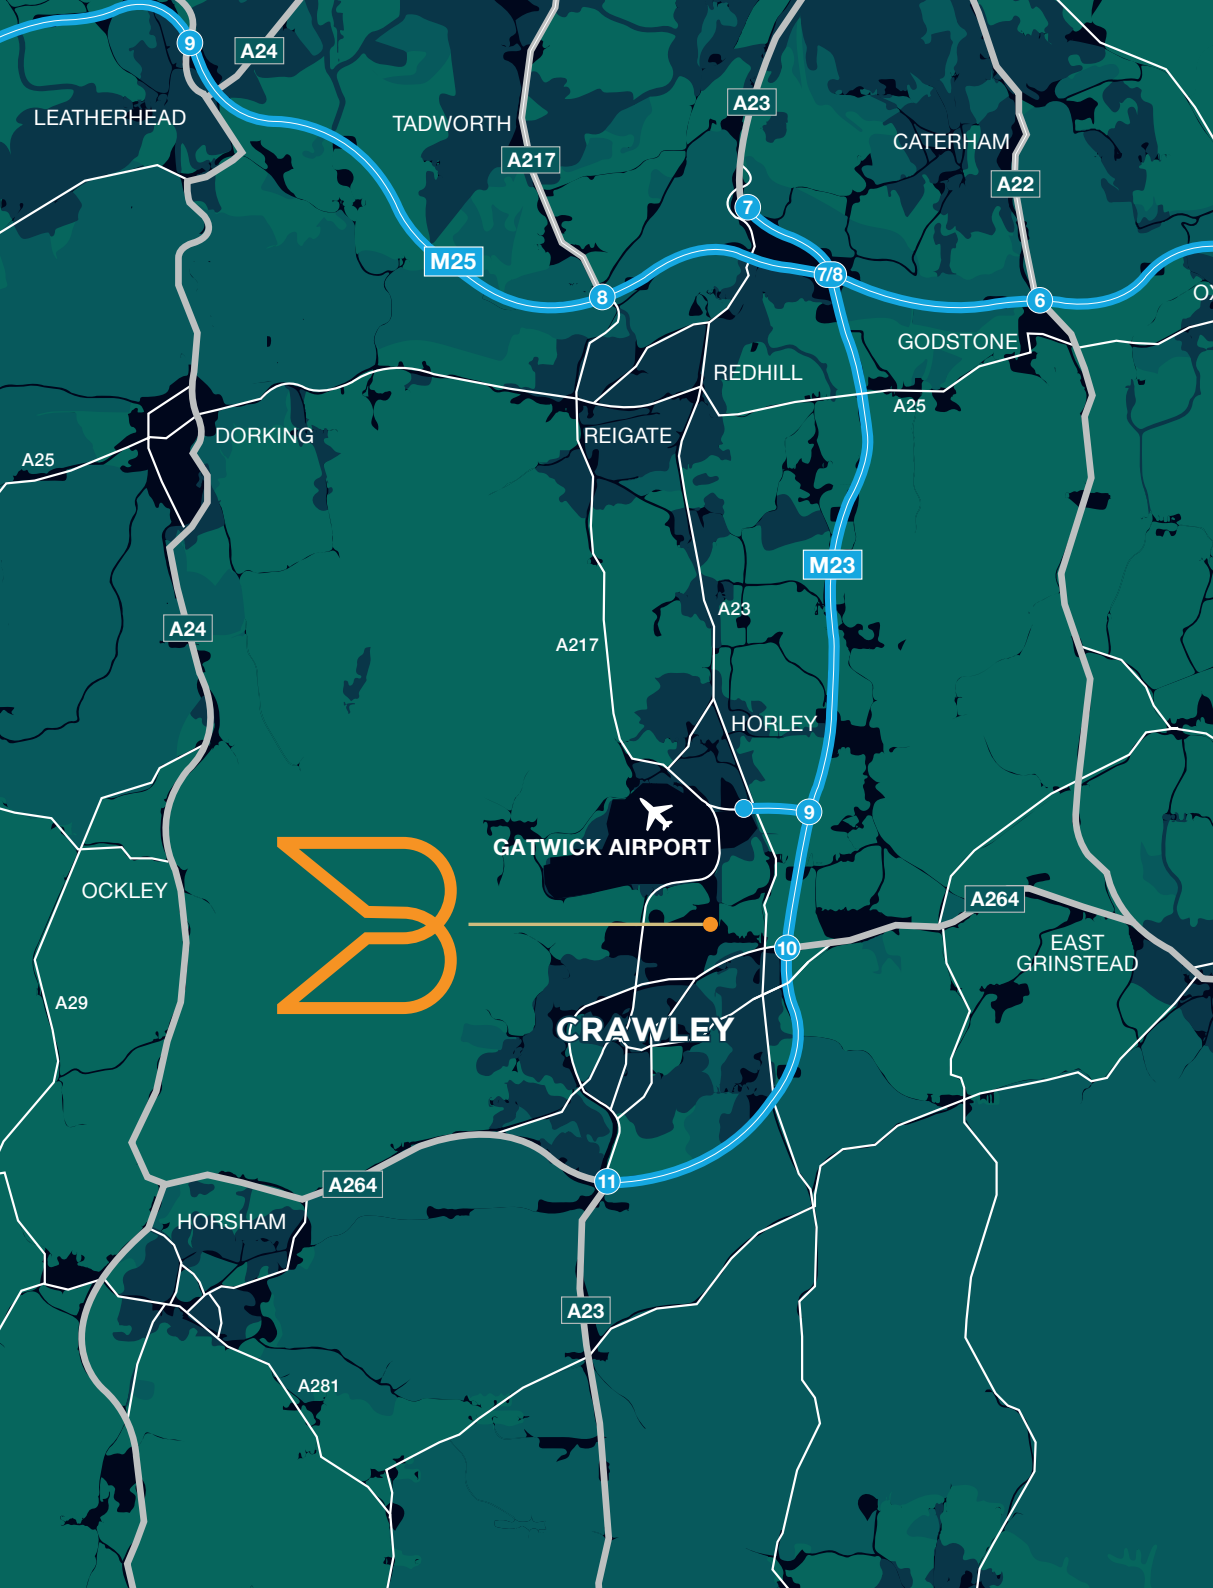 9
A24
LEATHERHEAD
TADWORTH
A23
CATERHAM
A217
A22
7
M25
7/8
8
6
OX
GODSTONE
REDHILL
A25
DORKING
REIGATE
A25
M23
A23
A24
A217
HORLEY
9
GATWICK AIRPORT
OCKLEY
A264
10
EAST
GRINSTEAD
A29
CRAWLEY
A264
11
HORSHAM
A23
A281